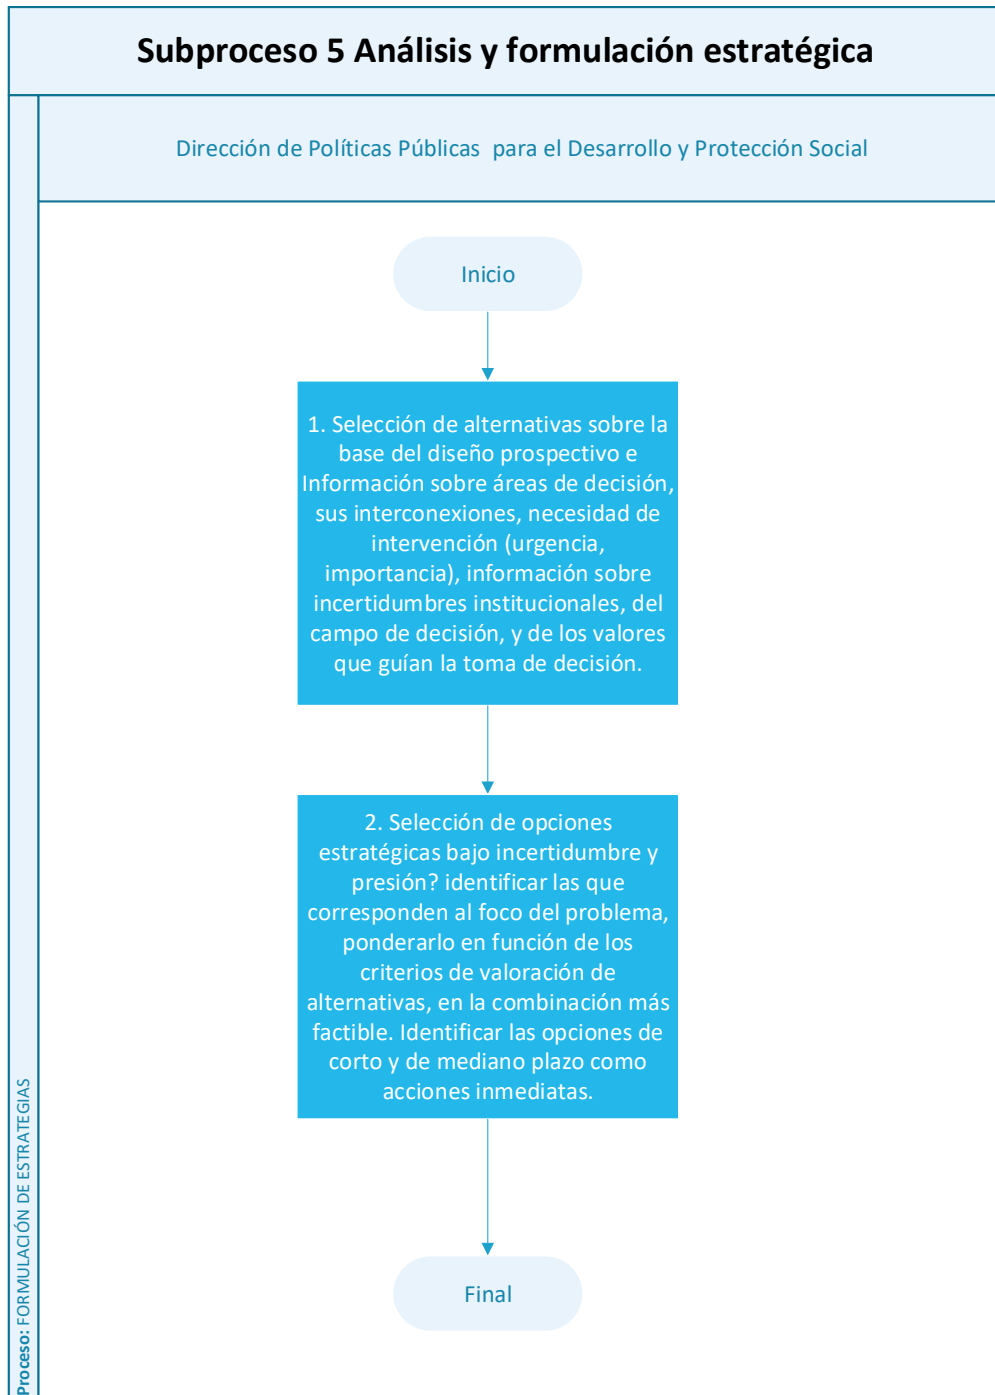 Subproceso 5 Análisis y formulación estratégica
Dirección de Políticas Públicas para el Desarrollo y Protección Social
Inicio
1. Selección de alternativas sobre la
base del diseño prospectivo e
Información sobre áreas de decisión,
sus interconexiones, necesidad de
intervención (urgencia,
importancia), información sobre
incertidumbres institucionales, del
campo de decisión, y de los valores
que guían la toma de decisión.
2. Selección de opciones
estratégicas bajo incertidumbre y
presión? identificar las que
corresponden al foco del problema,
ponderarlo en función de los
criterios de valoración de
alternativas, en la combinación más
factible. Identificar las opciones de
corto y de mediano plazo como
acciones inmediatas.
Final
Proceso: FORMULACIÓN DE ESTRATEGIAS